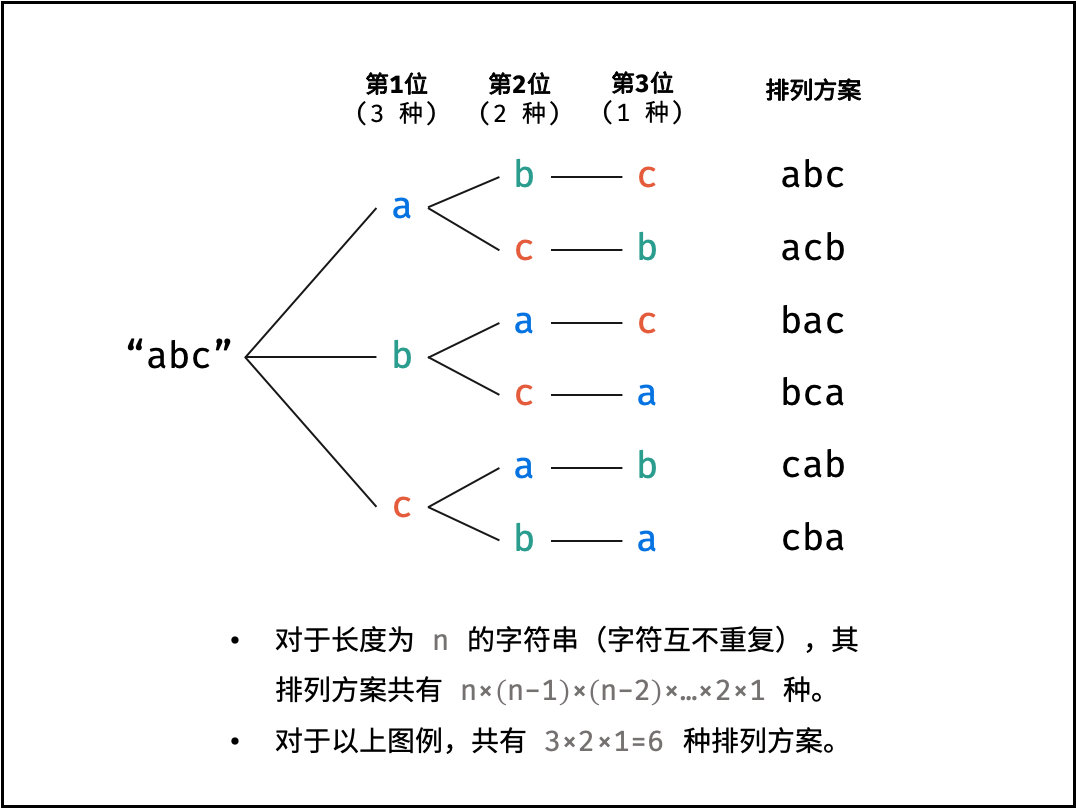 第1位 第2位 第3位 排列方案
(3 种) (2 种) (1 种)
b c abc
a
c b acb
a c bac
“abc” b
c a bca
a b cab
c
b a cba
• 对于长度为 n 的字符串（字符互不重复），其
排列方案共有 n×(n-1)×(n-2)×…×2×1 种。
• 对于以上图例，共有 3×2×1=6 种排列方案。